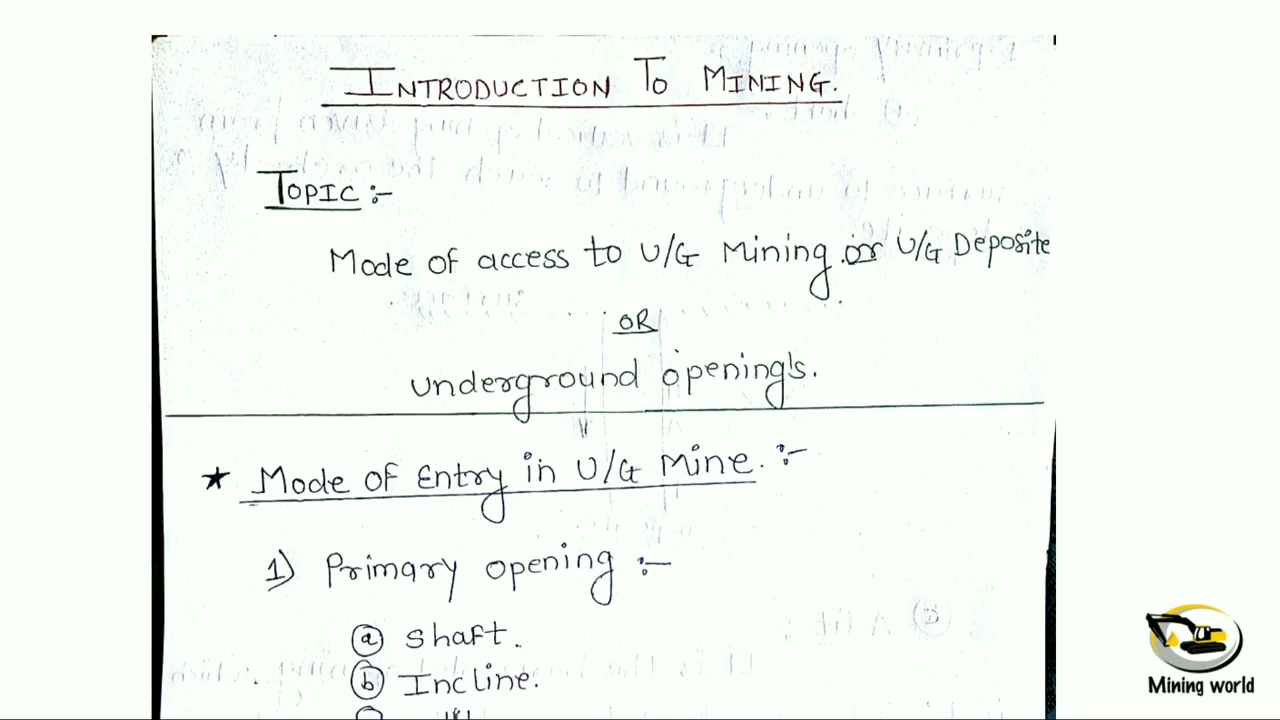 INTRODUCTION TO MINING.
TOPIC :-
Mode of access to U/G Mining or U/G Deposite
OR
underground opening's.
★ Mode of Entry in U/G Mine. :-
1) Primary opening :-
(a) Shaft.
(b) Incline.
Mining world